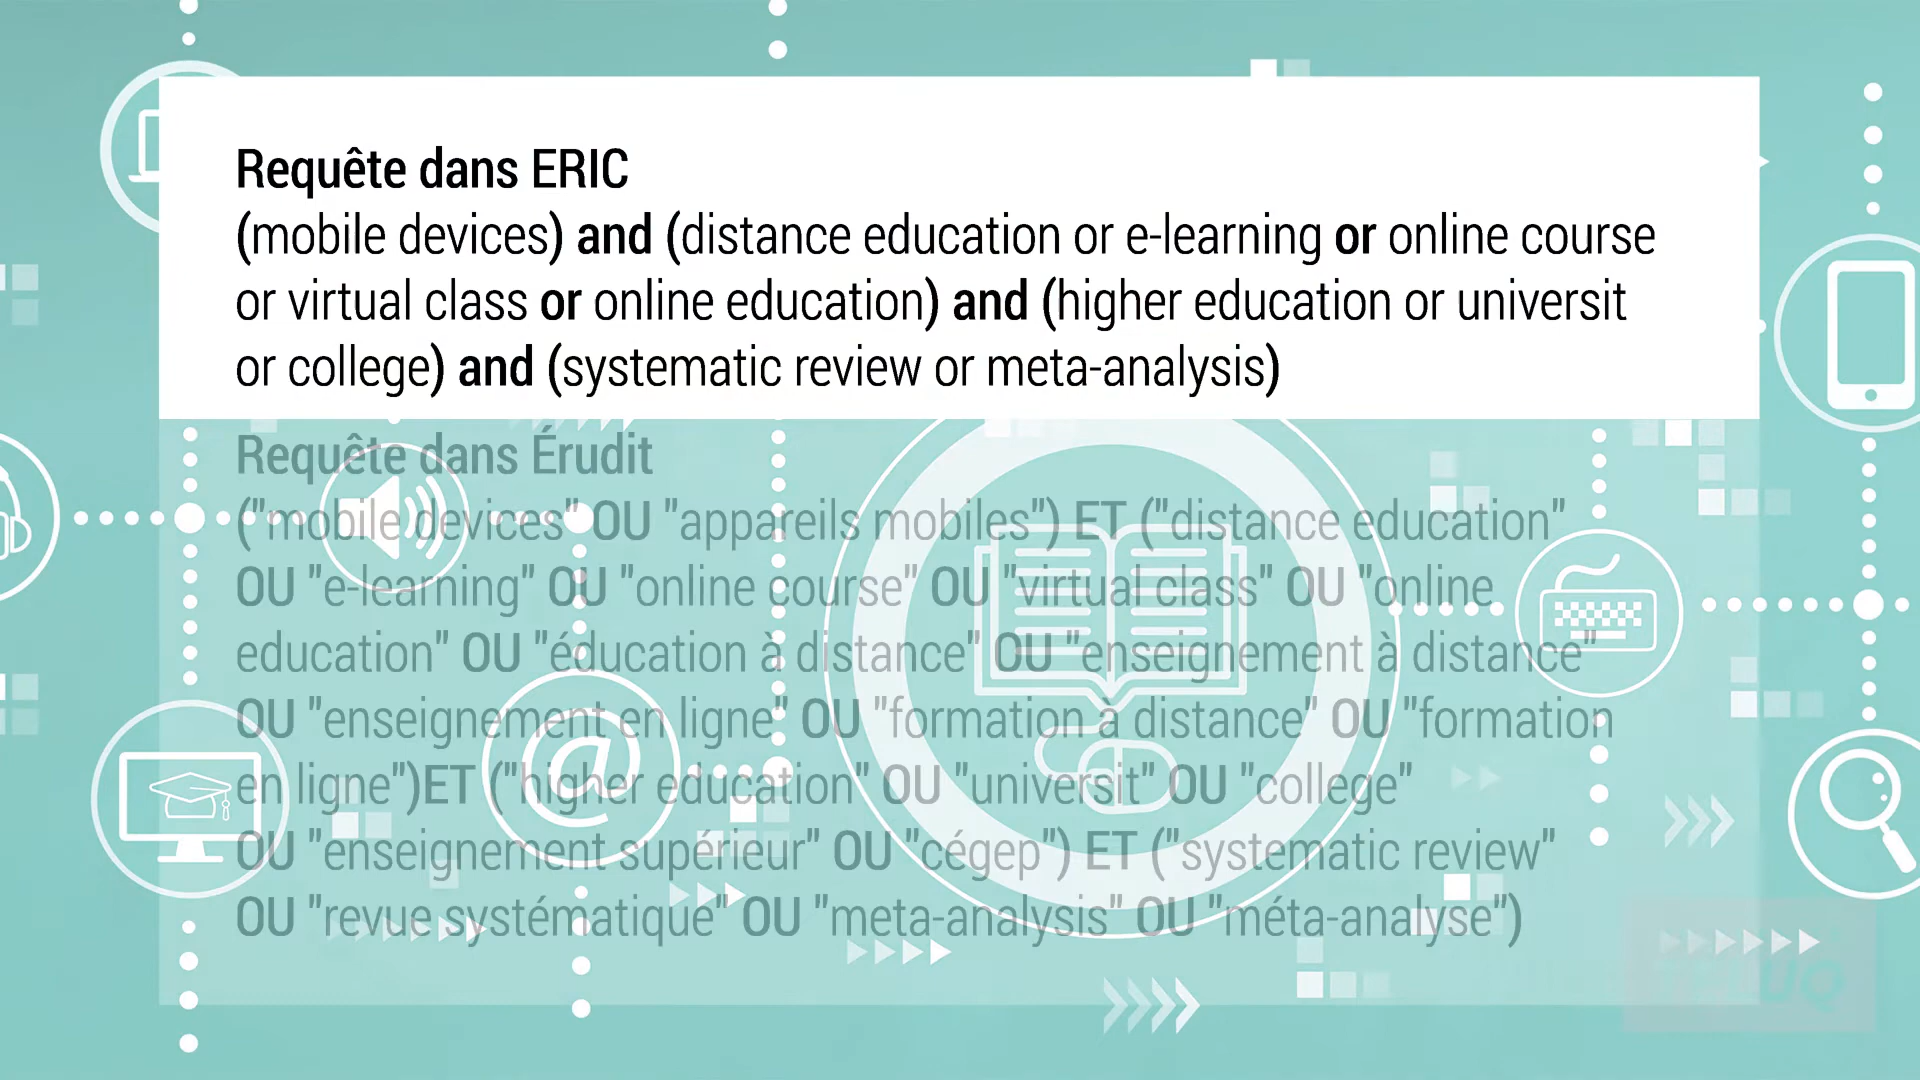 Requête dans ERIC
(mobile devices) and (distance education or e-learning or online course
or virtual class or online education) and (higher education or universit
or college) and (systematic review or meta-analysis)
Requête dans Érudit
("mobile devices" OU "appareils mobiles") ET ("distance education"
OU "e-learning" OU "online course" OU "virtual class" OU "online
education" OU "éducation à distance" OU "enseignement à distance"
OU "enseignement en ligne" OU "formation à distance" OU "formation
en ligne")ET ("higher education" OU "universit" OU "college"
OU "enseignement supérieur" OU "cégep") ET ("systematic review"
OU "revue systématique" OU "meta-analysis" OU "méta-analyse")
@